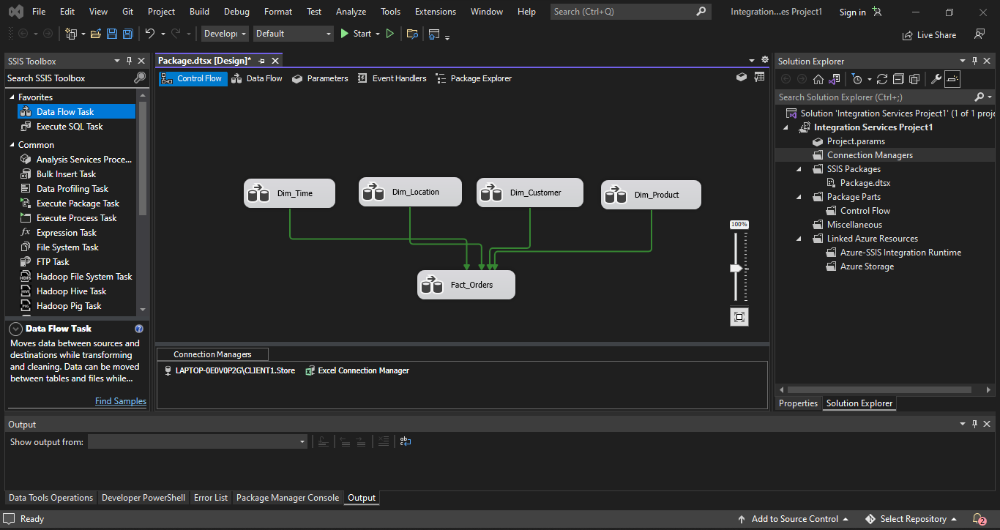 File Edit View Git Project Build Debug Format Test Analyze Tools Extensions Window Help Search (Ctrl+Q) Integration...es Project1 Sign in
Develop Default Start Live Share
SSIS Toolbox
Search SSIS Toolbox
Favorites
Data Flow Task
Execute SQL Task
Common
Analysis Services Proce...
Bulk Insert Task
Data Profiling Task
Execute Package Task
Execute Process Task
Expression Task
File System Task
FTP Task
Hadoop File System Task
Hadoop Hive Task
Hadoop Pig Task
Data Flow Task
Moves data between sources and
destinations while transforming
and cleaning. Data can be moved
between tables and files while...
Find Samples
Package.dtsx [Design]*
Control Flow Data Flow Parameters Event Handlers Package Explorer
Dim_Time Dim_Location Dim_Customer Dim_Product
100%
Fact_Orders
Connection Managers
LAPTOP-0E0V0P2G\CLIENT1.Store Excel Connection Manager
Solution Explorer
Search Solution Explorer (Ctrl+;)
Solution 'Integration Services Project1' (1 of 1 proje
Integration Services Project1
Project.params
Connection Managers
SSIS Packages
Package.dtsx
Package Parts
Control Flow
Miscellaneous
Linked Azure Resources
Azure-SSIS Integration Runtime
Azure Storage
Properties Solution Explorer
Output
Show output from:
Data Tools Operations Developer PowerShell Error List Package Manager Console Output
Ready Add to Source Control Select Repository 2